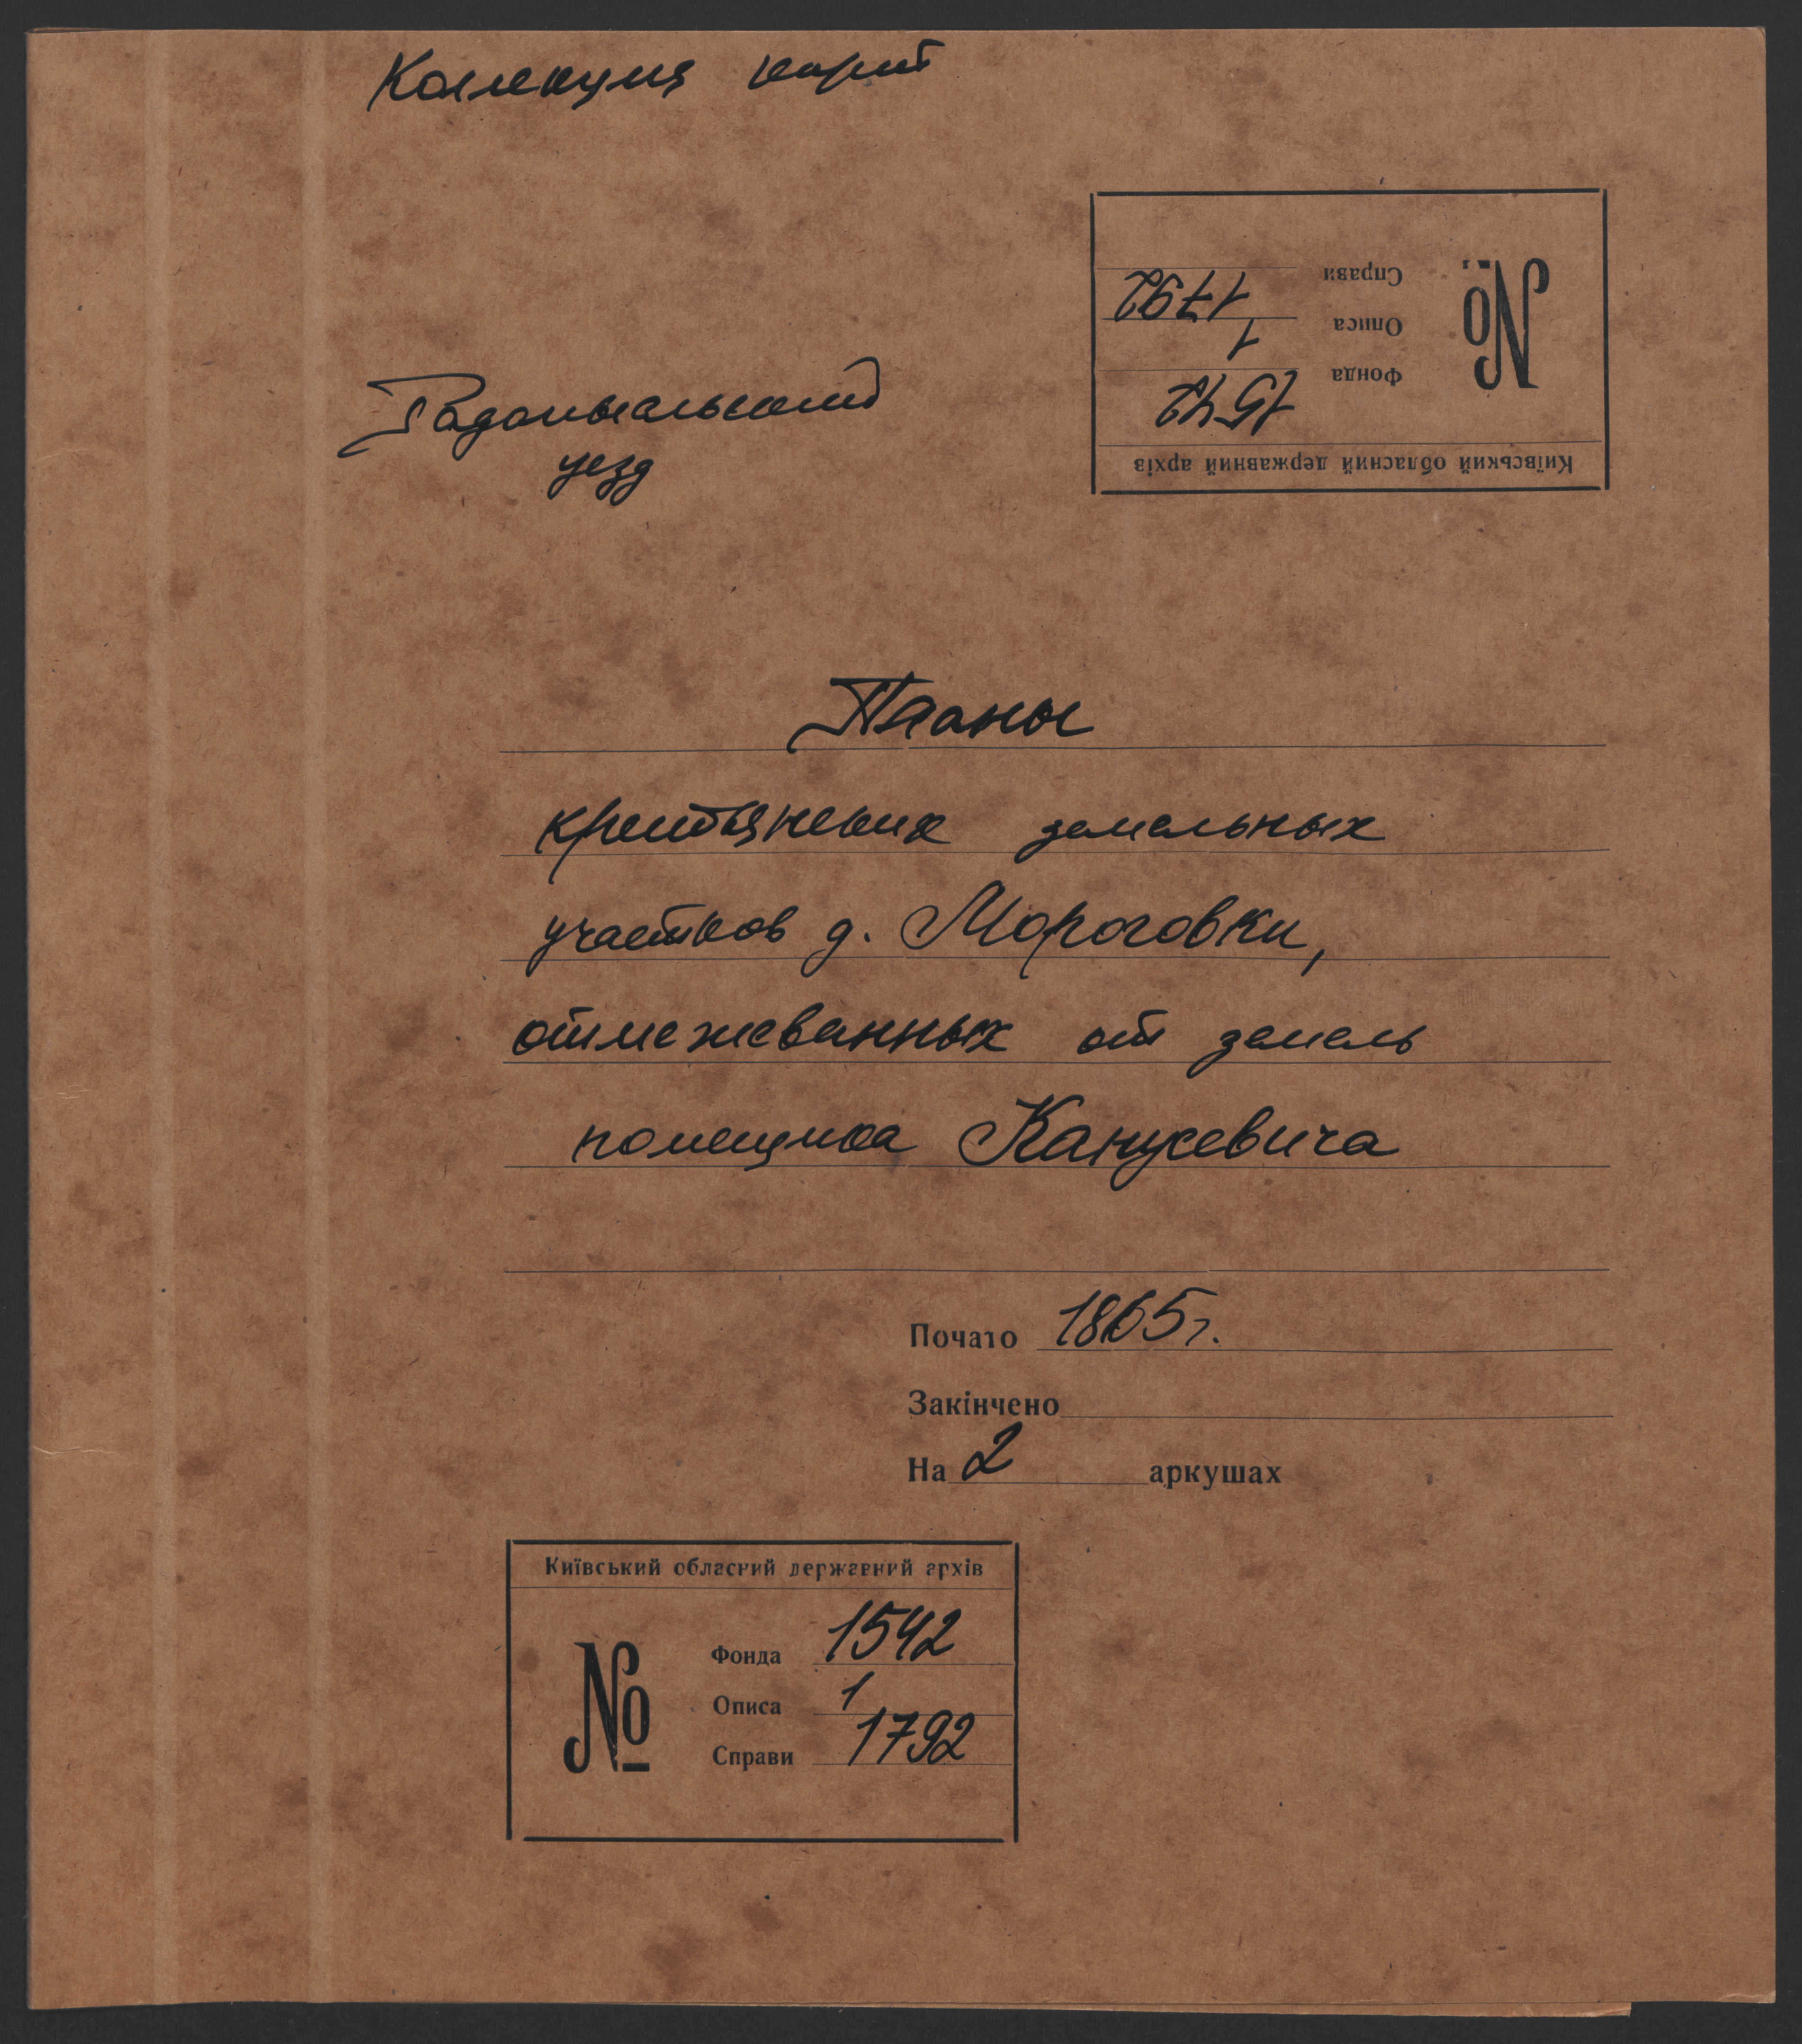 Коллекция карт
Київський обласний державний архів
№
Фонда 1542
Описа 1
Справи 1792
Радомысльский
уезд
Планы
крестьянских земельных
участков д. Мороговки,
отмежеванных от земель
помещика
Почато 1865 г.
Закінчено
На 2 аркушах
Київський обласний державний архів
№
Фонда 1542
Описа 1
Справи 1792